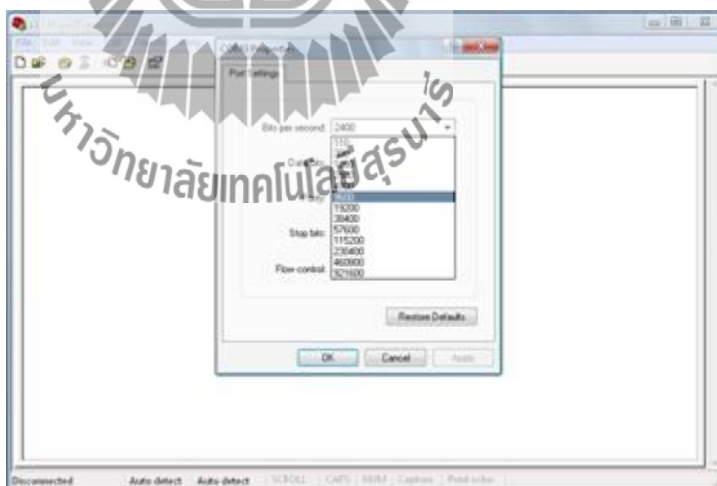 Port Settings
Bits per second: 2400
110
9600
19200
38400
57600
115200
230400
460800
921600
Stop bits:
Flow control:
Restore Defaults
OK Cancel Apply
Disconnected Auto detect Auto detect SCROLL CAPS NUM Capture Print echo
มหาวิทยาลัยเทคโนโลยีสุรนารี